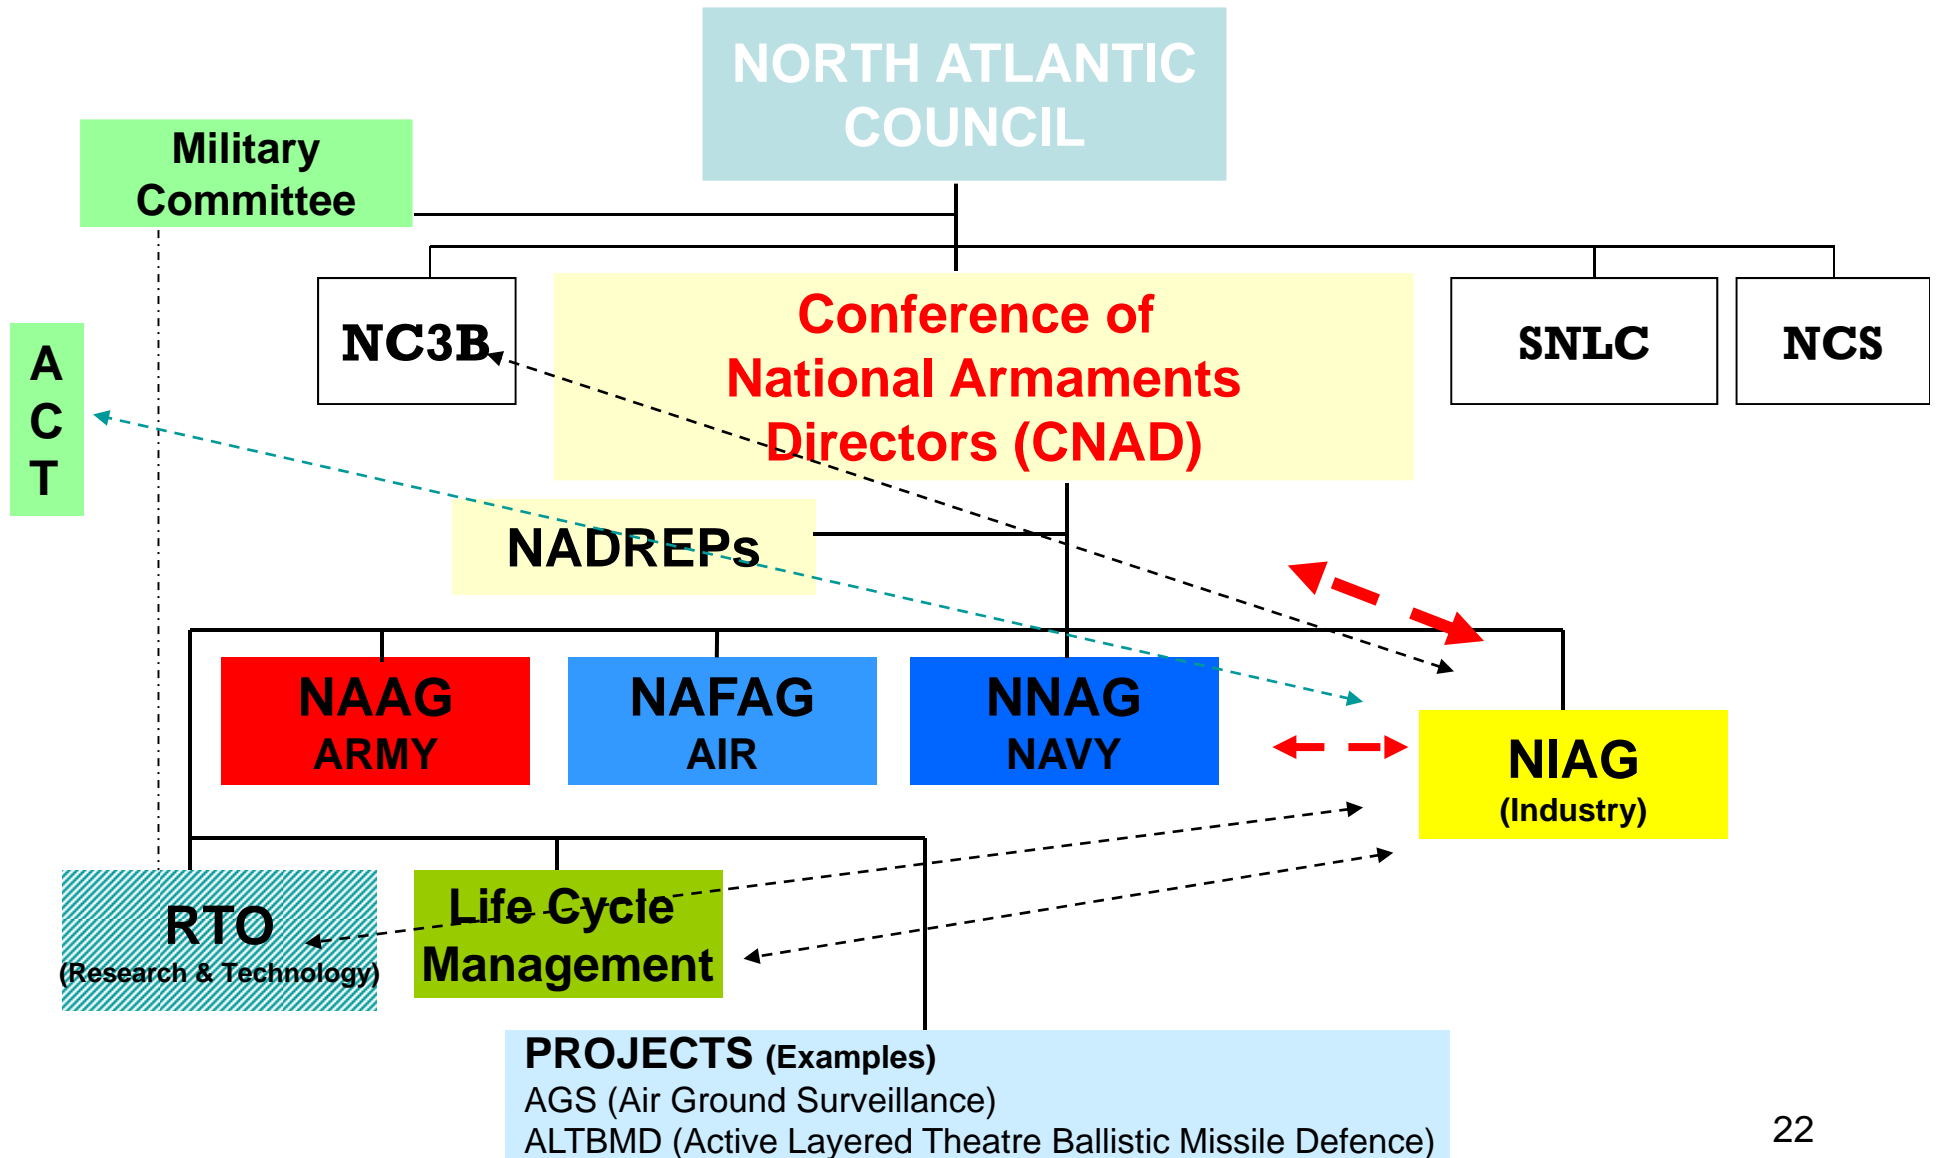 NORTH ATLANTIC
COUNCIL
Military
Committee
NC3B
Conference of
National Armaments
Directors (CNAD)
SNLC
NCS
A
C
T
NADREPs
NAAG
ARMY
NAFAG
AIR
NNAG
NAVY
NIAG
(Industry)
RTO
(Research & Technology)
Life Cycle
Management
PROJECTS (Examples)
AGS (Air Ground Surveillance)
ALTBMD (Active Layered Theatre Ballistic Missile Defence)
22